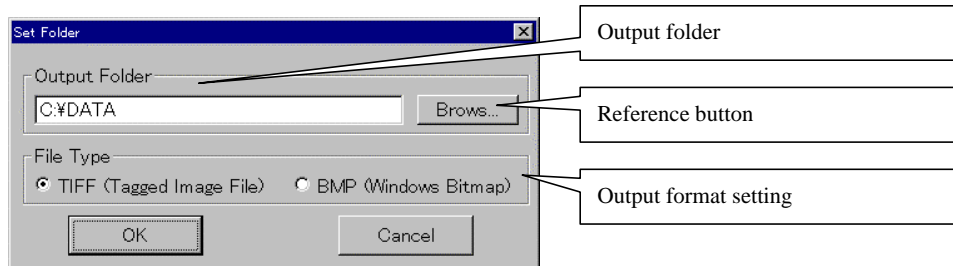 Set Folder
Output folder
Output Folder
C:¥DATA
Brows...
Reference button
File Type
TIFF (Tagged Image File)
BMP (Windows Bitmap)
Output format setting
OK
Cancel